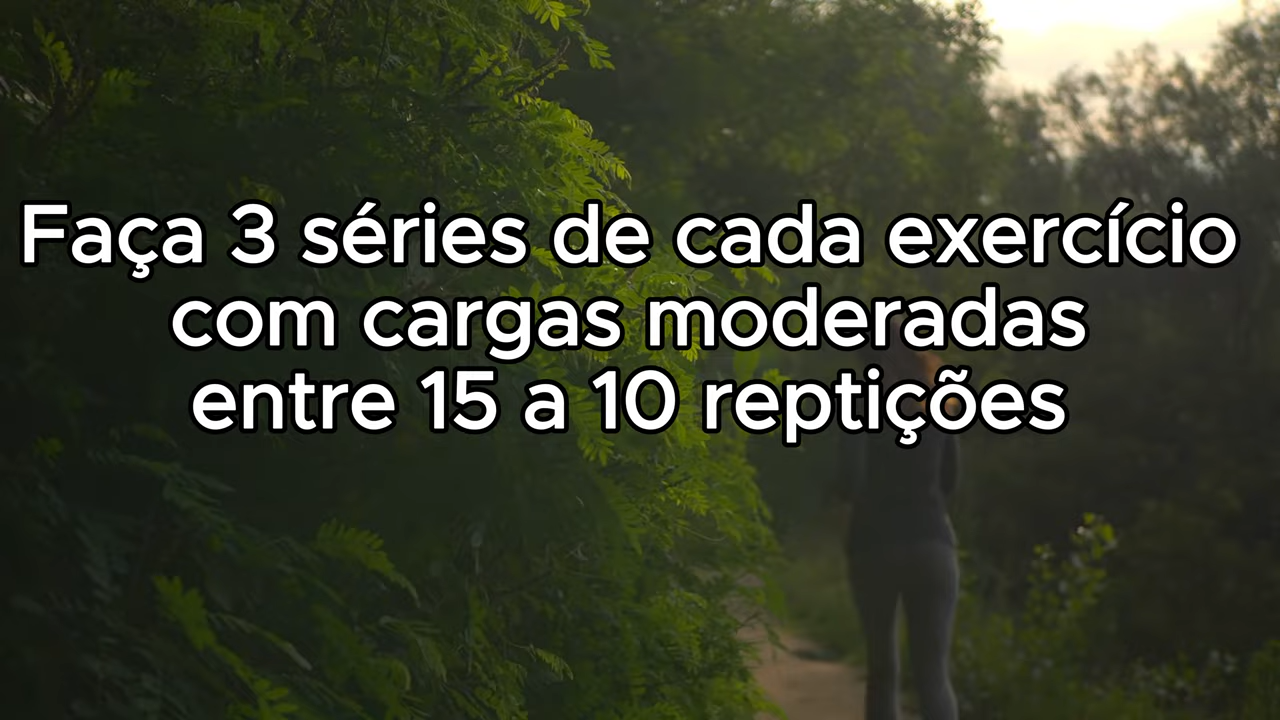 Faça 3 séries de cada exercício
com cargas moderadas
entre 15 a 10 reptições